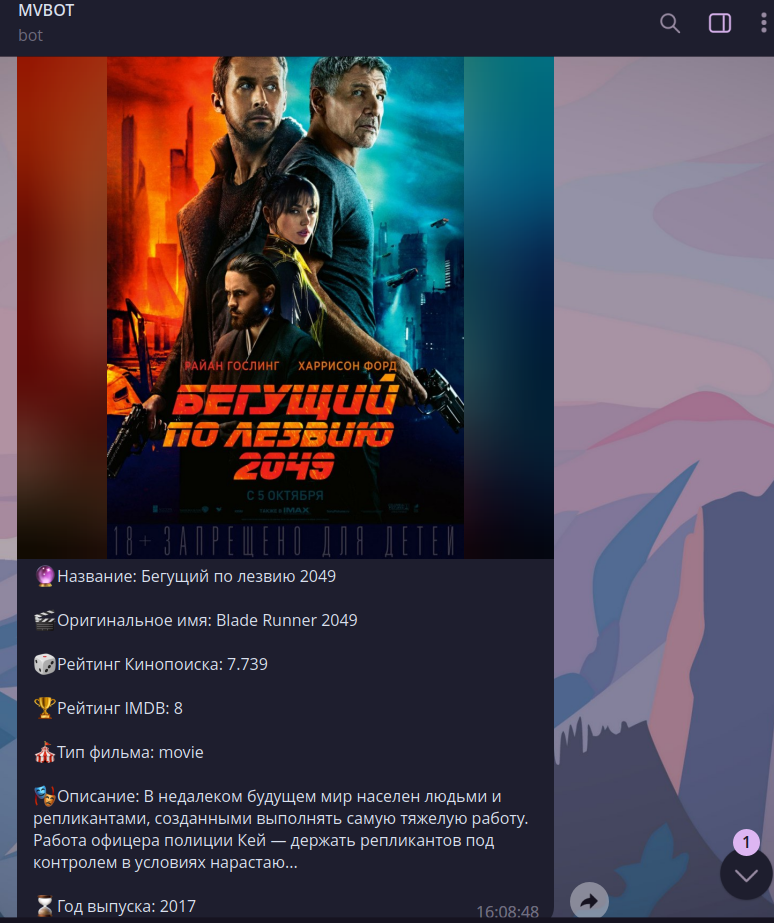 MVBOT
bot
РАЙАН ГОСЛИНГ ХАРРИСОН ФОРД
БЕГУЩИЙ
ПО ЛЕЗВИЮ
2049
С 5 ОКТЯБРЯ
IMAX
18+ ЗАПРЕЩЕНО ДЛЯ ДЕТЕЙ
Название: Бегущий по лезвию 2049
Оригинальное имя: Blade Runner 2049
Рейтинг Кинопоиска: 7.739
Рейтинг IMDB: 8
Тип фильма: movie
Описание: В недалеком будущем мир населен людьми и
репликантами, созданными выполнять самую тяжелую работу.
Работа офицера полиции Кей — держать репликантов под
контролем в условиях нарастаю...
Год выпуска: 2017
16:08:48
1